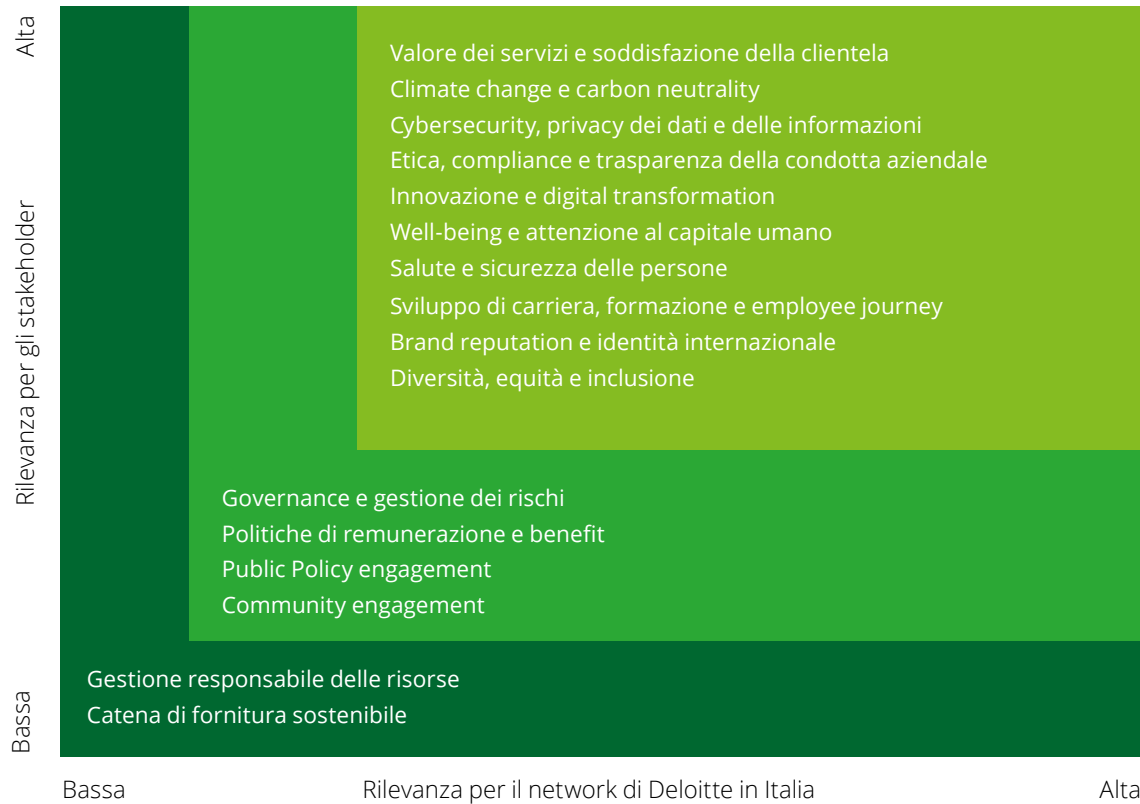 Alta
Rilevanza per gli stakeholder
Bassa
Valore dei servizi e soddisfazione della clientela
Climate change e carbon neutrality
Cybersecurity, privacy dei dati e delle informazioni
Etica, compliance e trasparenza della condotta aziendale
Innovazione e digital transformation
Well-being e attenzione al capitale umano
Salute e sicurezza delle persone
Sviluppo di carriera, formazione e employee journey
Brand reputation e identità internazionale
Diversità, equità e inclusione
Governance e gestione dei rischi
Politiche di remunerazione e benefit
Public Policy engagement
Community engagement
Gestione responsabile delle risorse
Catena di fornitura sostenibile
Bassa
Rilevanza per il network di Deloitte in Italia
Alta